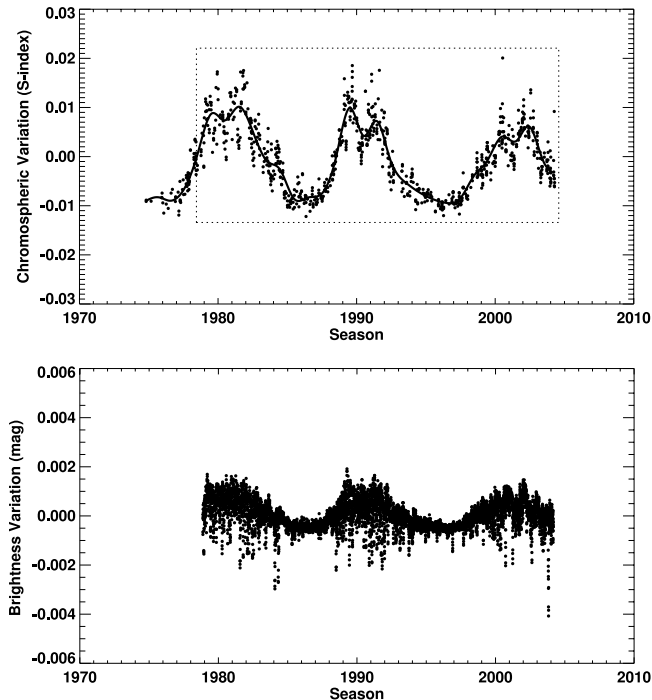 0.03
0.02
0.01
0.00
-0.01
-0.02
-0.03
Chromospheric Variation (S-index)
1970 1980 1990 2000 2010
Season
0.006
0.004
0.002
0.000
-0.002
-0.004
-0.006
Brightness Variation (mag)
1970 1980 1990 2000 2010
Season